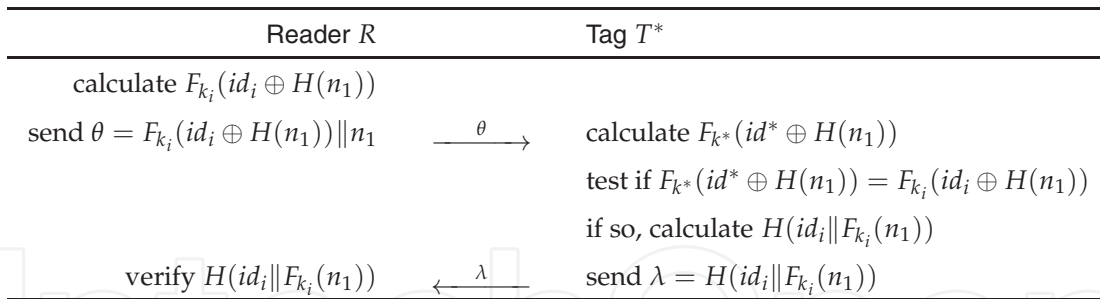 Reader R Tag T*
calculate F_{k_i}(id_i ⊕ H(n_1))
send θ = F_{k_i}(id_i ⊕ H(n_1))‖n_1 θ calculate F_{k*}(id* ⊕ H(n_1))
test if F_{k*}(id* ⊕ H(n_1)) = F_{k_i}(id_i ⊕ H(n_1))
if so, calculate H(id_i‖F_{k_i}(n_1))
verify H(id_i‖F_{k_i}(n_1)) λ send λ = H(id_i‖F_{k_i}(n_1))